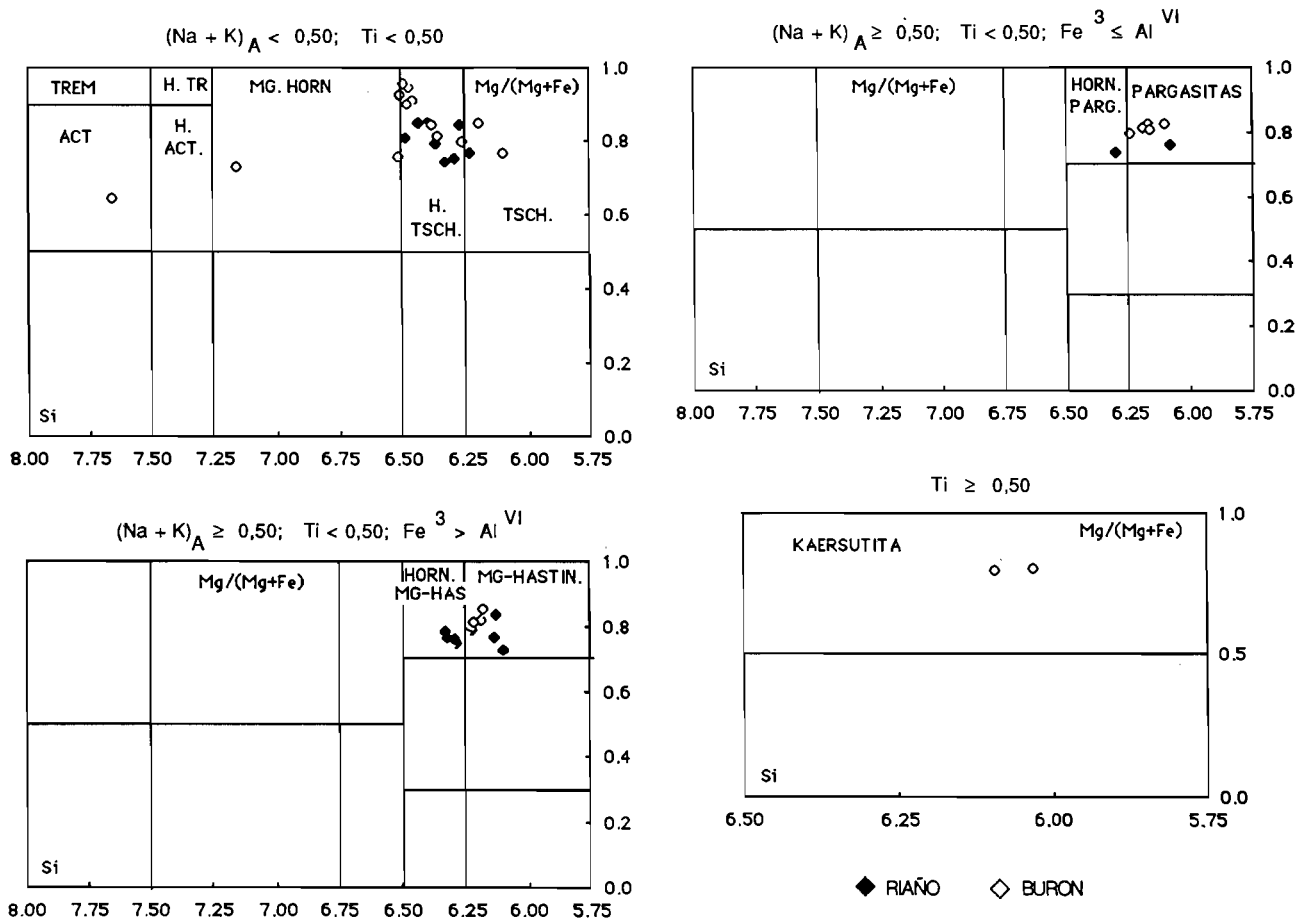 (Na + K)A < 0,50; Ti < 0,50
TREM
H. TR
MG. HORN
Mg/(Mg+Fe)
ACT
H.
ACT.
H.
TSCH.
TSCH.
Si
1.0
0.8
0.6
0.4
0.2
0.0
8.00 7.75 7.50 7.25 7.00 6.75 6.50 6.25 6.00 5.75
(Na + K)A ≥ 0,50; Ti < 0,50; Fe 3 ≤ Al VI
Mg/(Mg+Fe)
HORN.
PARG.
PARGASITAS
Si
1.0
0.8
0.6
0.4
0.2
0.0
8.00 7.75 7.50 7.25 7.00 6.75 6.50 6.25 6.00 5.75
(Na + K)A ≥ 0,50; Ti < 0,50; Fe 3 > Al VI
Mg/(Mg+Fe)
HORN.
MG-HAS
MG-HASTIN.
Si
1.0
0.8
0.6
0.4
0.2
0.0
8.00 7.75 7.50 7.25 7.00 6.75 6.50 6.25 6.00 5.75
Ti ≥ 0,50
KAERSUTITA
Mg/(Mg+Fe)
Si
1.0
0.5
0.0
6.50 6.25 6.00 5.75
RIAÑO
BURON